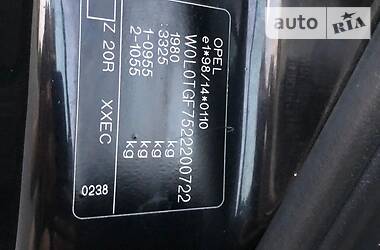 auto RIA
OPEL
e1*98/14*0110
W0L0TGF7522200722
1980 kg
3325 kg
1-0955 kg
2-1055 kg
Z 20R XXEC
0238